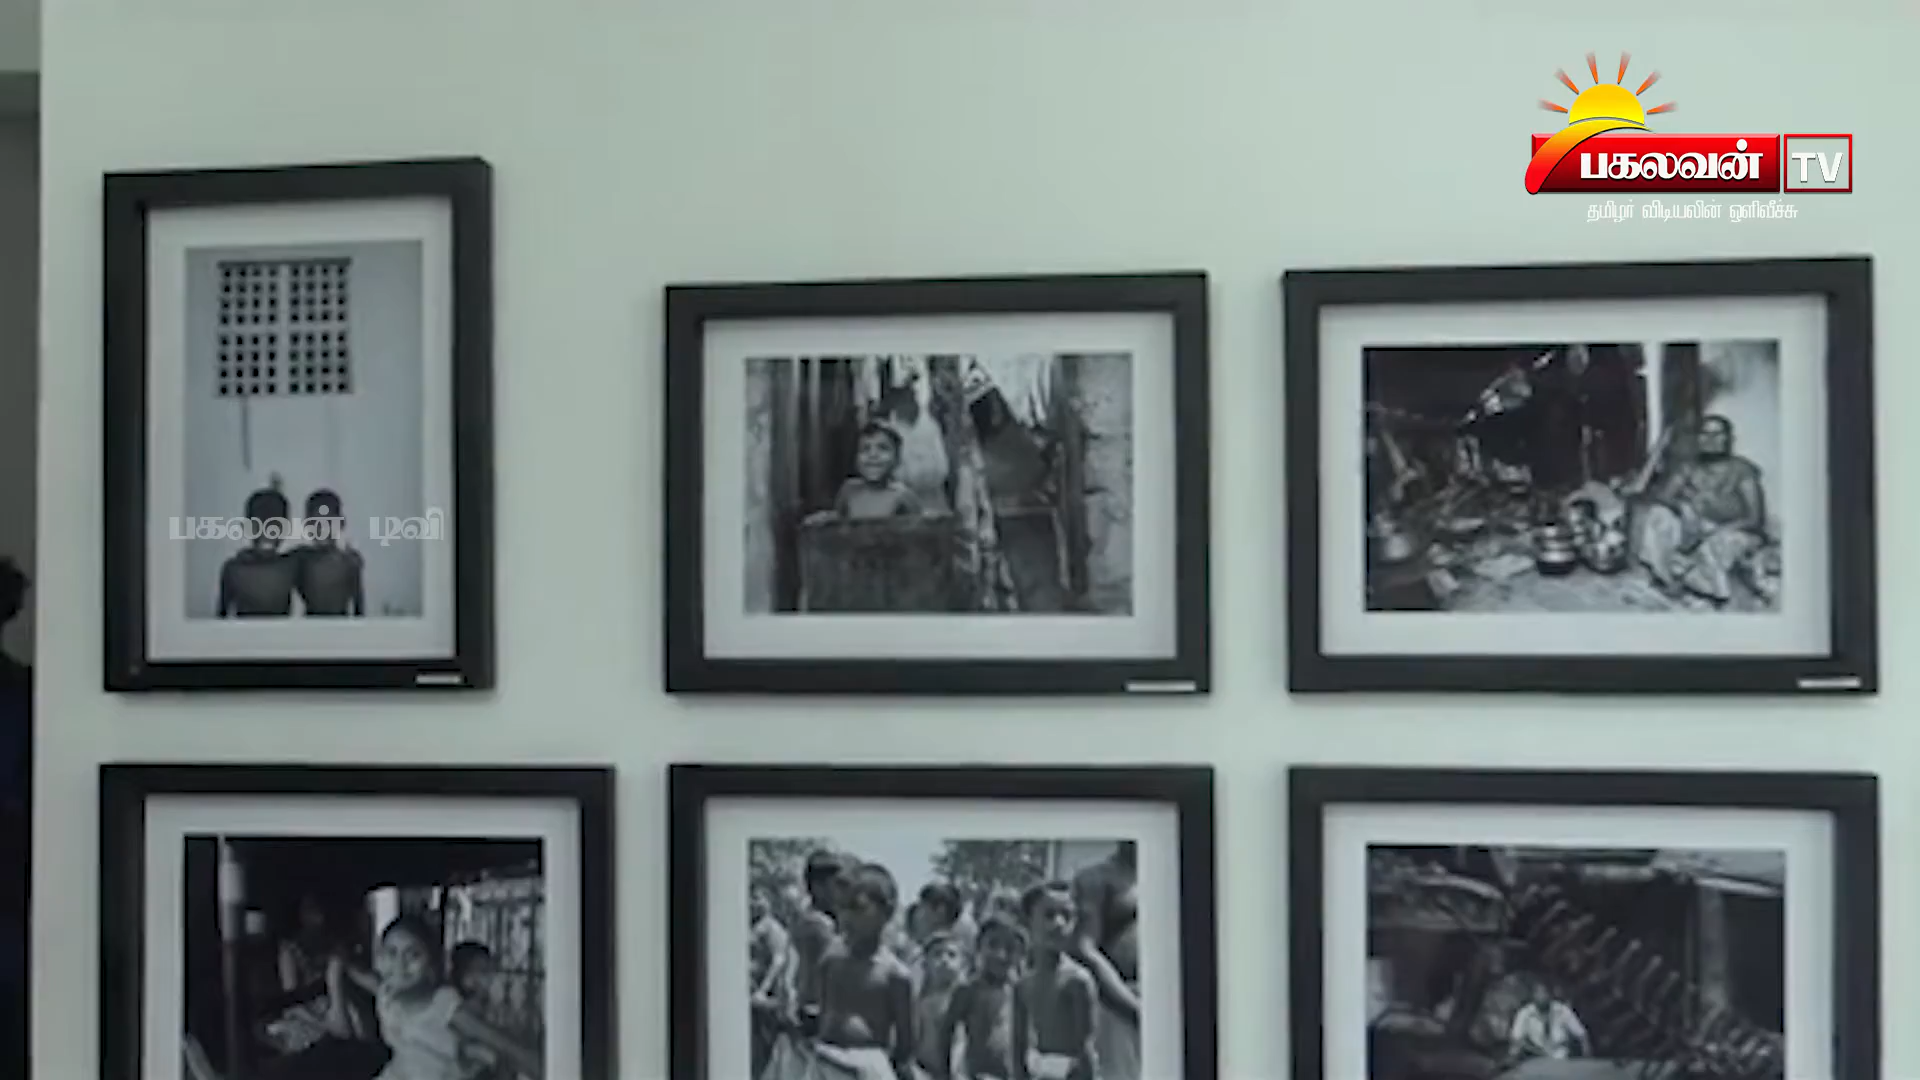 பகலவன் TV
தமிழர் விடியலின் ஒளிவீச்சு
பகலவன் டிவி